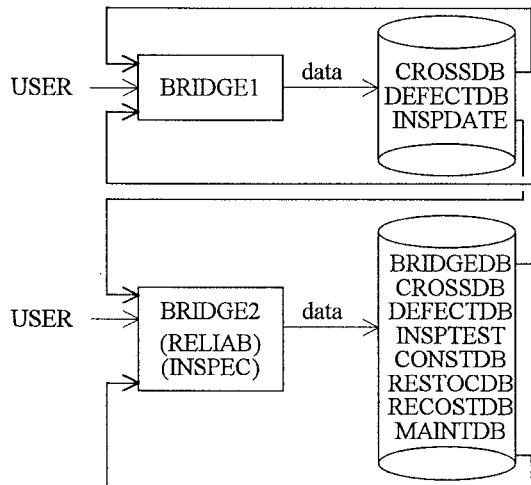 CROSSDB
USER BRIDGE1 data DEFECTDB
INSPDATE
BRIDGEDB
CROSSDB
USER BRIDGE2 data DEFECTDB
(RELIAB) INSPTEST
(INSPEC) CONSTDB
RESTOCDB
RECOSTDB
MAINTDB